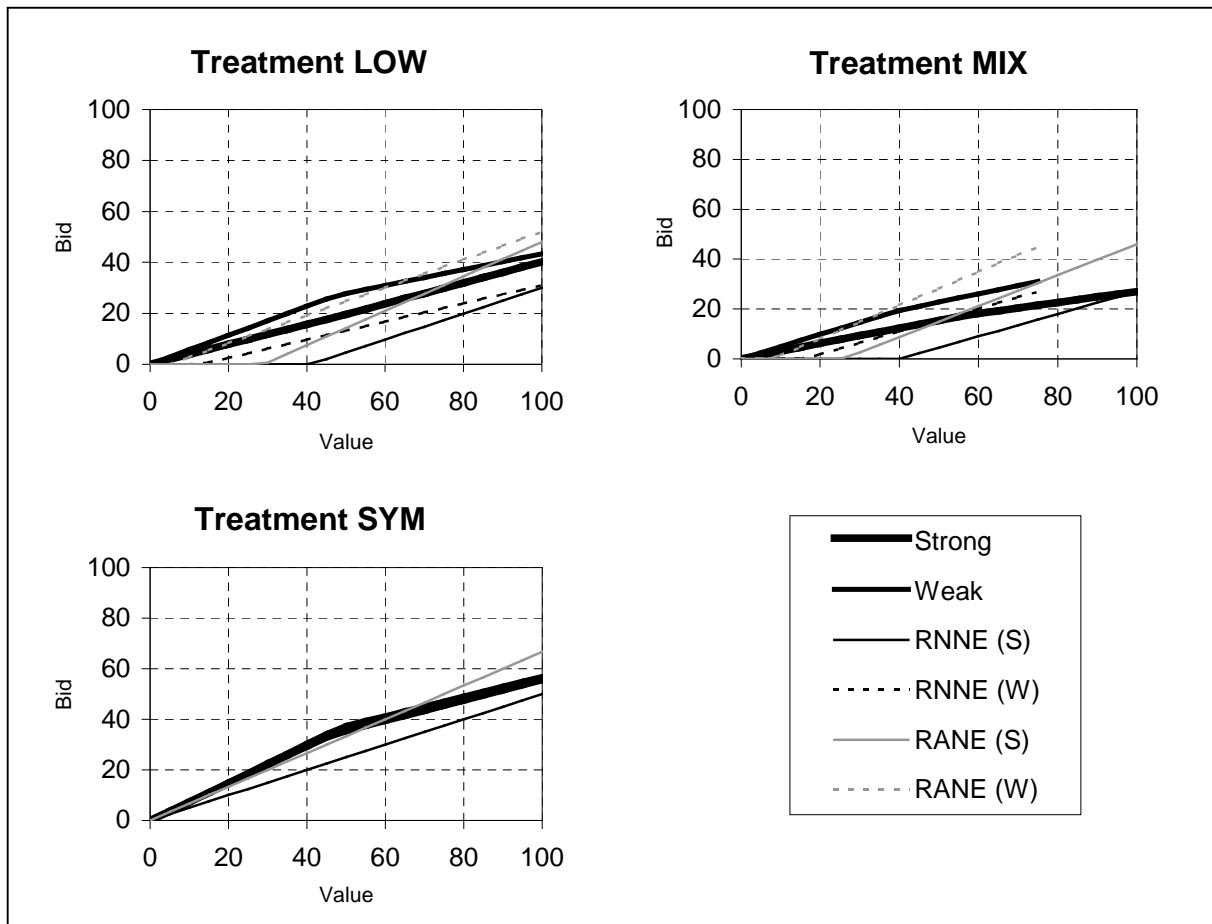 Treatment LOW
100
80
60
40
20
0
Bid
0 20 40 60 80 100
Value
Treatment MIX
100
80
60
40
20
0
Bid
0 20 40 60 80 100
Value
Treatment SYM
100
80
60
40
20
0
Bid
0 20 40 60 80 100
Value
Strong
Weak
RNNE (S)
RNNE (W)
RANE (S)
RANE (W)